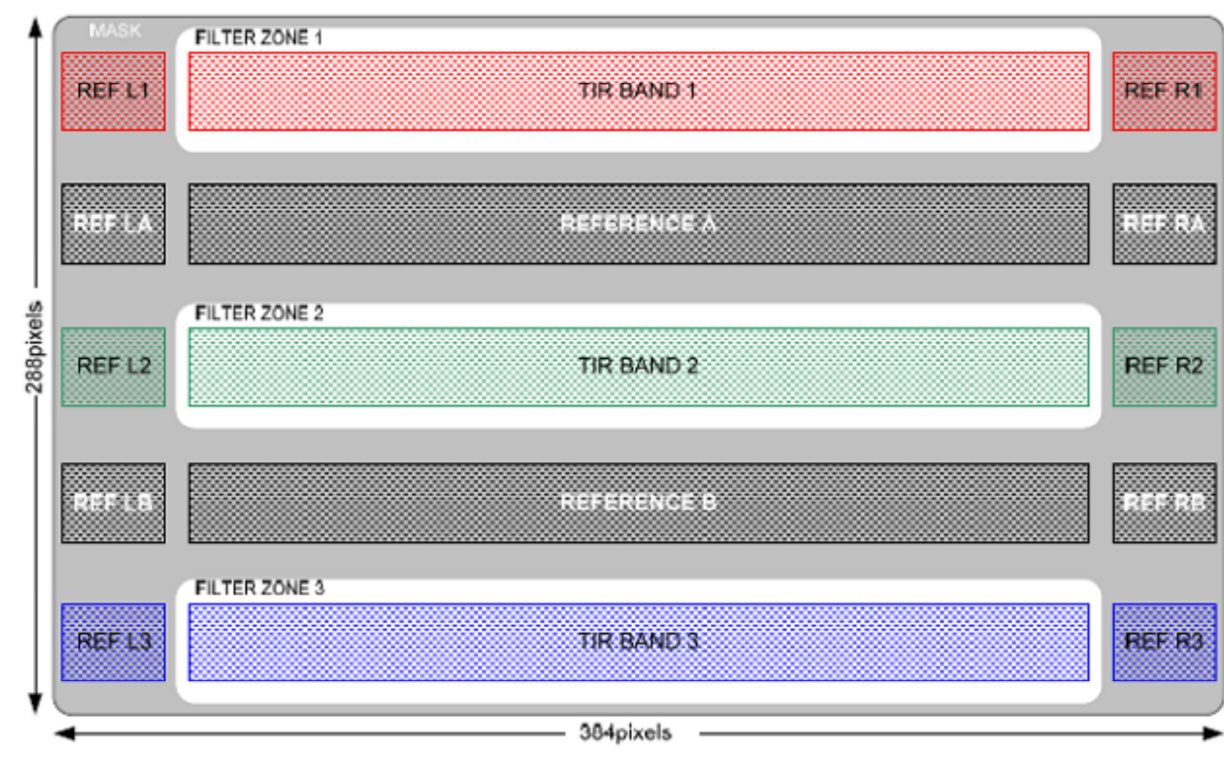 MASK
FILTER ZONE 1
REF L1
TIR BAND 1
REF R1
REF LA
REFERENCE A
REF RA
FILTER ZONE 2
REF L2
TIR BAND 2
REF R2
288pixels
REF LB
REFERENCE B
REF RB
FILTER ZONE 3
REF L3
TIR BAND 3
REF R3
384pixels